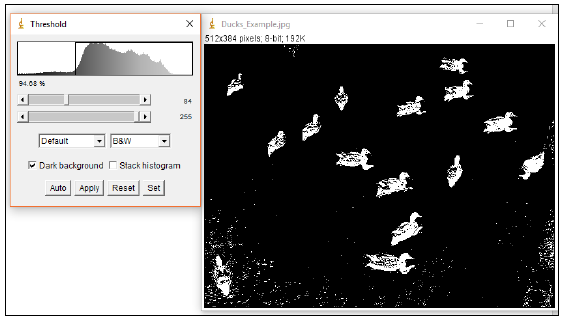 Threshold
94.68 %
84
255
Default
B&W
Dark background
Stack histogram
Auto
Apply
Reset
Set
Ducks_Example.jpg
512x384 pixels; 8-bit; 192K